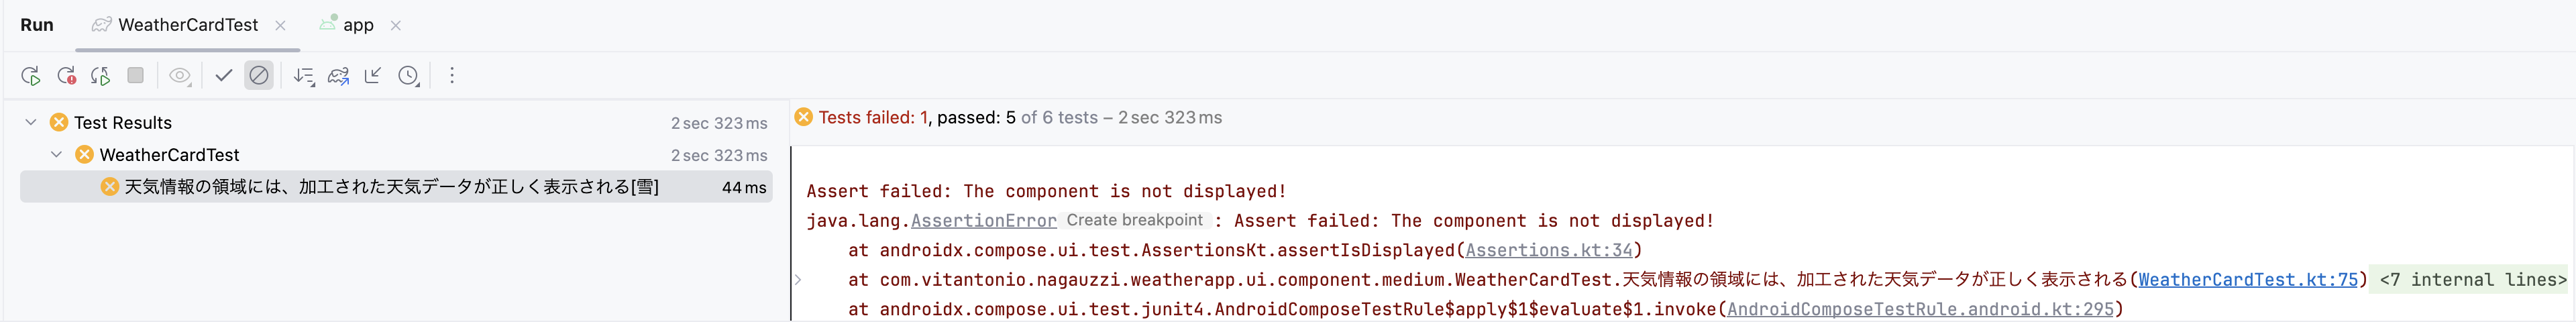 Run WeatherCardTest app
Test Results 2 sec 323 ms
WeatherCardTest 2 sec 323 ms
天気情報の領域には、加工された天気データが正しく表示される[雪] 44 ms
Tests failed: 1, passed: 5 of 6 tests – 2 sec 323 ms
Assert failed: The component is not displayed!
java.lang.AssertionError Create breakpoint : Assert failed: The component is not displayed!
at androidx.compose.ui.test.AssertionsKt.assertIsDisplayed(Assertions.kt:34)
at com.vitantonio.nagauzzi.weatherapp.ui.component.medium.WeatherCardTest.天気情報の領域には、加工された天気データが正しく表示される(WeatherCardTest.kt:75) <7 internal lines>
at androidx.compose.ui.test.junit4.AndroidComposeTestRule$apply$1$evaluate$1.invoke(AndroidComposeTestRule.android.kt:295)